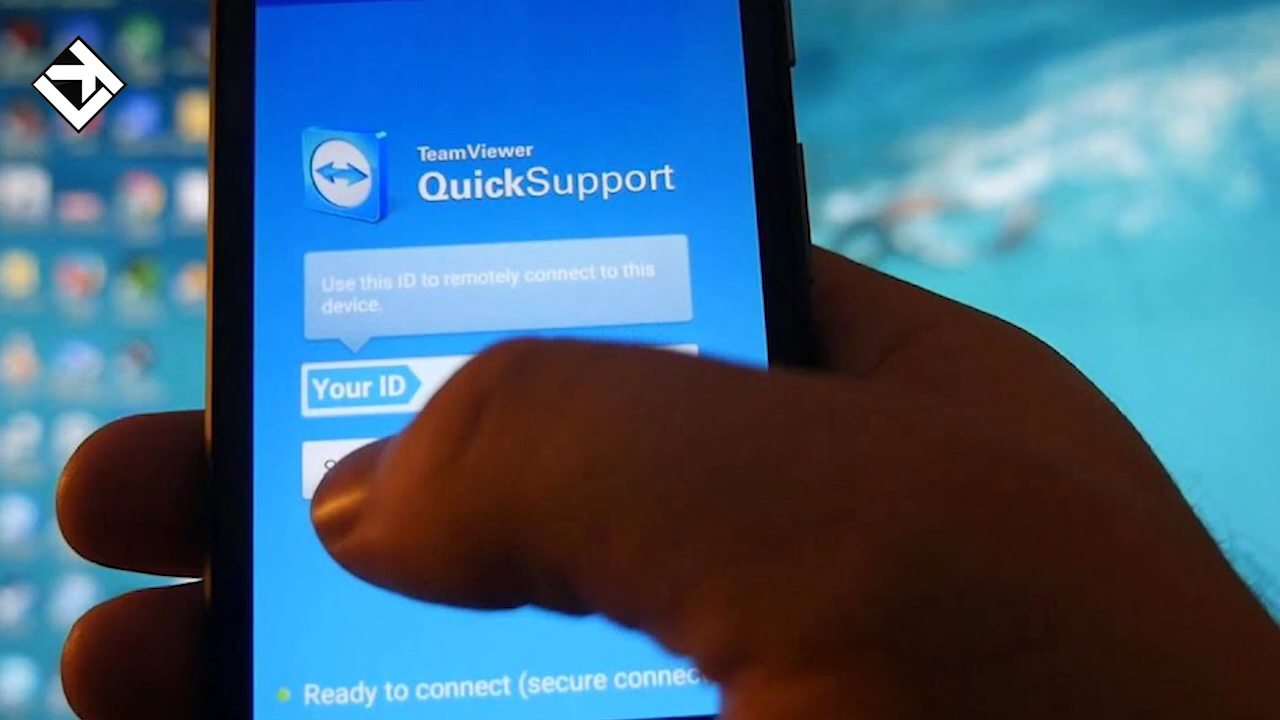 TeamViewer
QuickSupport
Use this ID to remotely connect to this
device.
Your ID
Ready to connect (secure connec